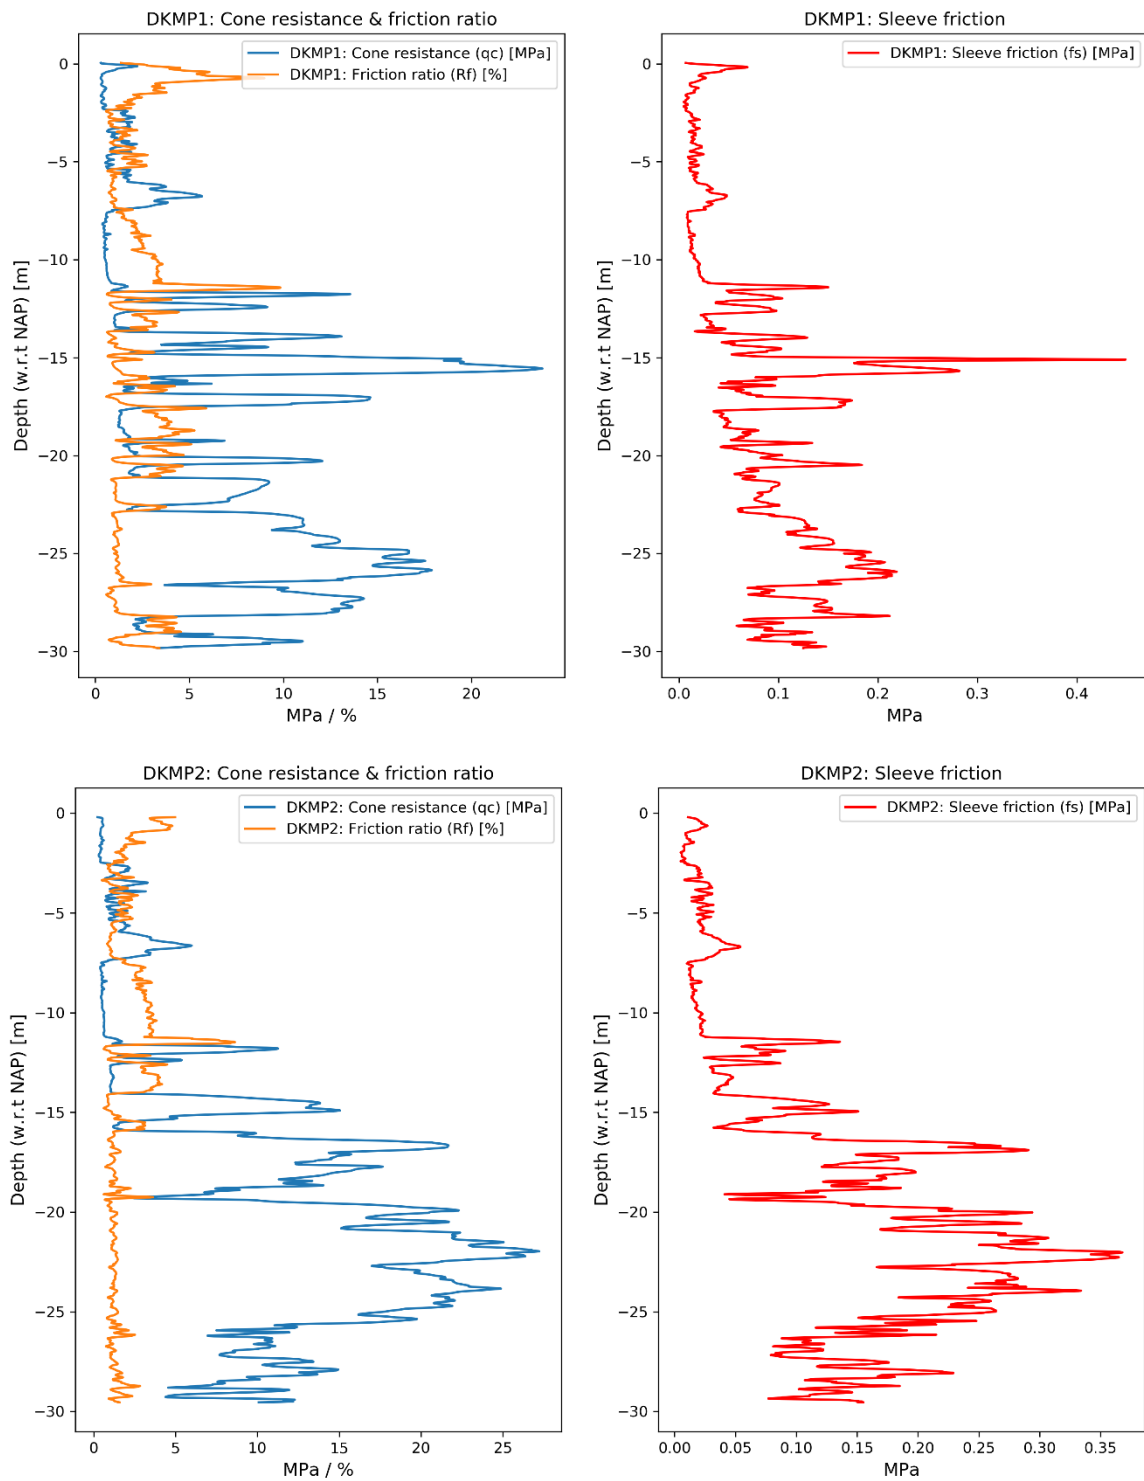 DKMP1: Cone resistance & friction ratio
DKMP1: Cone resistance (qc) [MPa]
DKMP1: Friction ratio (Rf) [%]
0
−5
−10
−15
−20
−25
−30
Depth (w.r.t NAP) [m]
0
5
10
15
20
MPa / %
DKMP1: Sleeve friction
DKMP1: Sleeve friction (fs) [MPa]
0
−5
−10
−15
−20
−25
−30
Depth (w.r.t NAP) [m]
0.0
0.1
0.2
0.3
0.4
MPa
DKMP2: Cone resistance & friction ratio
DKMP2: Cone resistance (qc) [MPa]
DKMP2: Friction ratio (Rf) [%]
0
−5
−10
−15
−20
−25
−30
Depth (w.r.t NAP) [m]
0
5
10
15
20
25
MPa / %
DKMP2: Sleeve friction
DKMP2: Sleeve friction (fs) [MPa]
0
−5
−10
−15
−20
−25
−30
Depth (w.r.t NAP) [m]
0.00
0.05
0.10
0.15
0.20
0.25
0.30
0.35
MPa